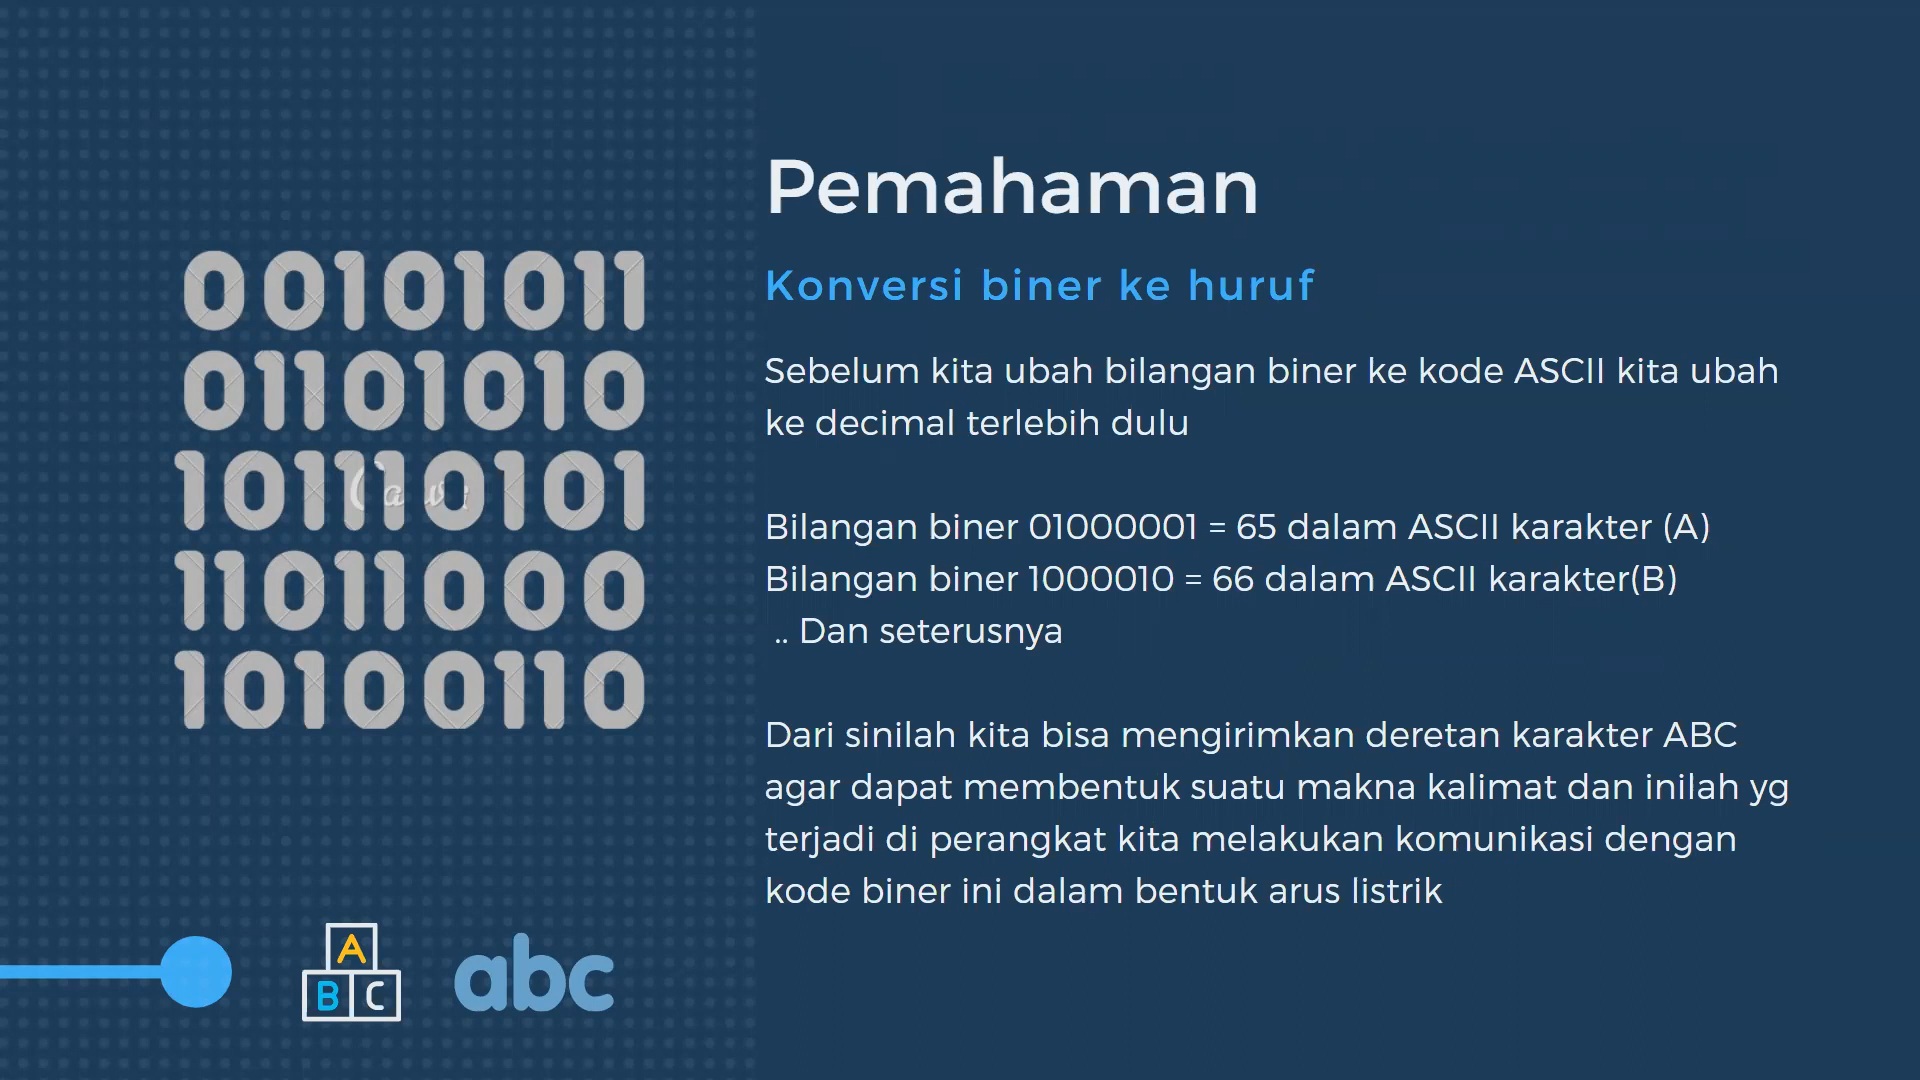 00101011
01101010
1011110101
11011000
10100110
Canva
Pemahaman
Konversi biner ke huruf
Sebelum kita ubah bilangan biner ke kode ASCII kita ubah
ke decimal terlebih dulu
Bilangan biner 01000001 = 65 dalam ASCII karakter (A)
Bilangan biner 1000010 = 66 dalam ASCII karakter(B)
.. Dan seterusnya
Dari sinilah kita bisa mengirimkan deretan karakter ABC
agar dapat membentuk suatu makna kalimat dan inilah yg
terjadi di perangkat kita melakukan komunikasi dengan
kode biner ini dalam bentuk arus listrik
A
B C
abc